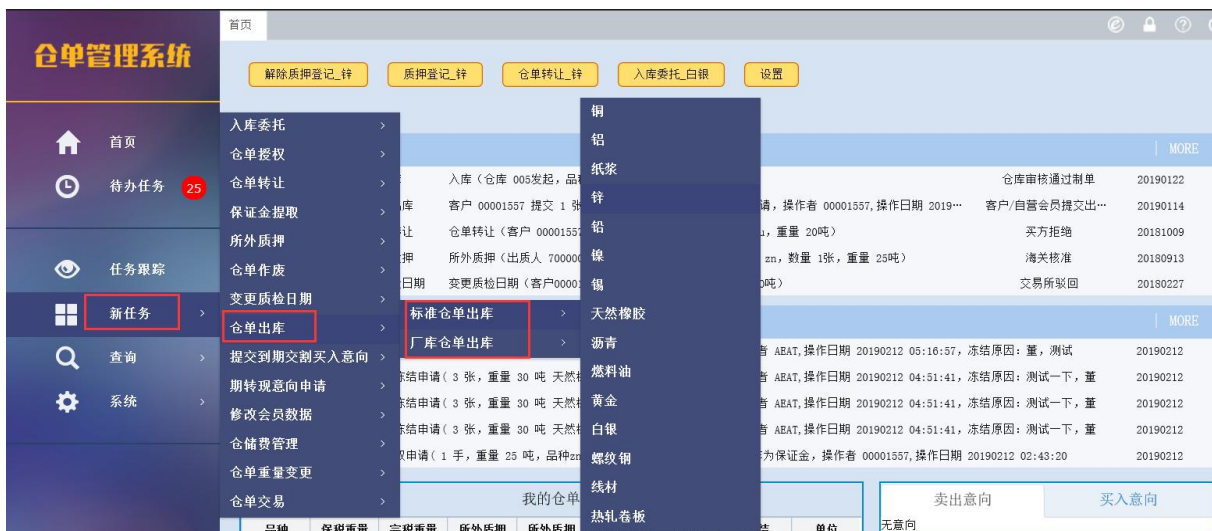 首页
仓单管理系统
解除质押登记_锌
质押登记_锌
仓单转让_锌
入库委托_白银
设置
首页
待办任务 25
任务跟踪
新任务
查询
系统
入库委托
仓单授权
仓单转让
保证金提取
所外质押
仓单作废
变更质检日期
仓单出库
提交到期交割买入意向
期转现意向申请
修改会员数据
仓储费管理
仓单重量变更
仓单交易
标准仓单出库
厂库仓单出库
铜
铝
纸浆
锌
铅
镍
锡
天然橡胶
沥青
燃料油
黄金
白银
螺纹钢
线材
热轧卷板
MORE
入库（仓库 005发起，品 仓库审核通过制单 20190122
库 客户 00001557 提交 1 张 请，操作者 00001557,操作日期 2019… 客户/自营会员提交出… 20190114
让 仓单转让（客户 00001557 重量 20吨） 买方拒绝 20181009
押 所外质押（出质人 70000 zn，数量 1张，重量 25吨） 海关核准 20180913
日期 变更质检日期（客户0000 吨） 交易所驳回 20180227
MORE
者 AEAT,操作日期 20190212 05:16:57，冻结原因：董，测试 20190212
冻结申请( 3 张，重量 30 吨 天然 者 AEAT,操作日期 20190212 04:51:41，冻结原因：测试一下，董 20190212
冻结申请( 3 张，重量 30 吨 天然 者 AEAT,操作日期 20190212 04:51:41，冻结原因：测试一下，董 20190212
冻结申请( 3 张，重量 30 吨 天然 者 AEAT,操作日期 20190212 04:51:41，冻结原因：测试一下，董 20190212
权申请( 1 手，重量 25 吨，品种zn 为保证金，操作者 00001557,操作日期 20190212 02:43:20 20190212
我的仓单
卖出意向
买入意向
品种 保税重量 完税重量 所外质押 所外质押 单位
无意向